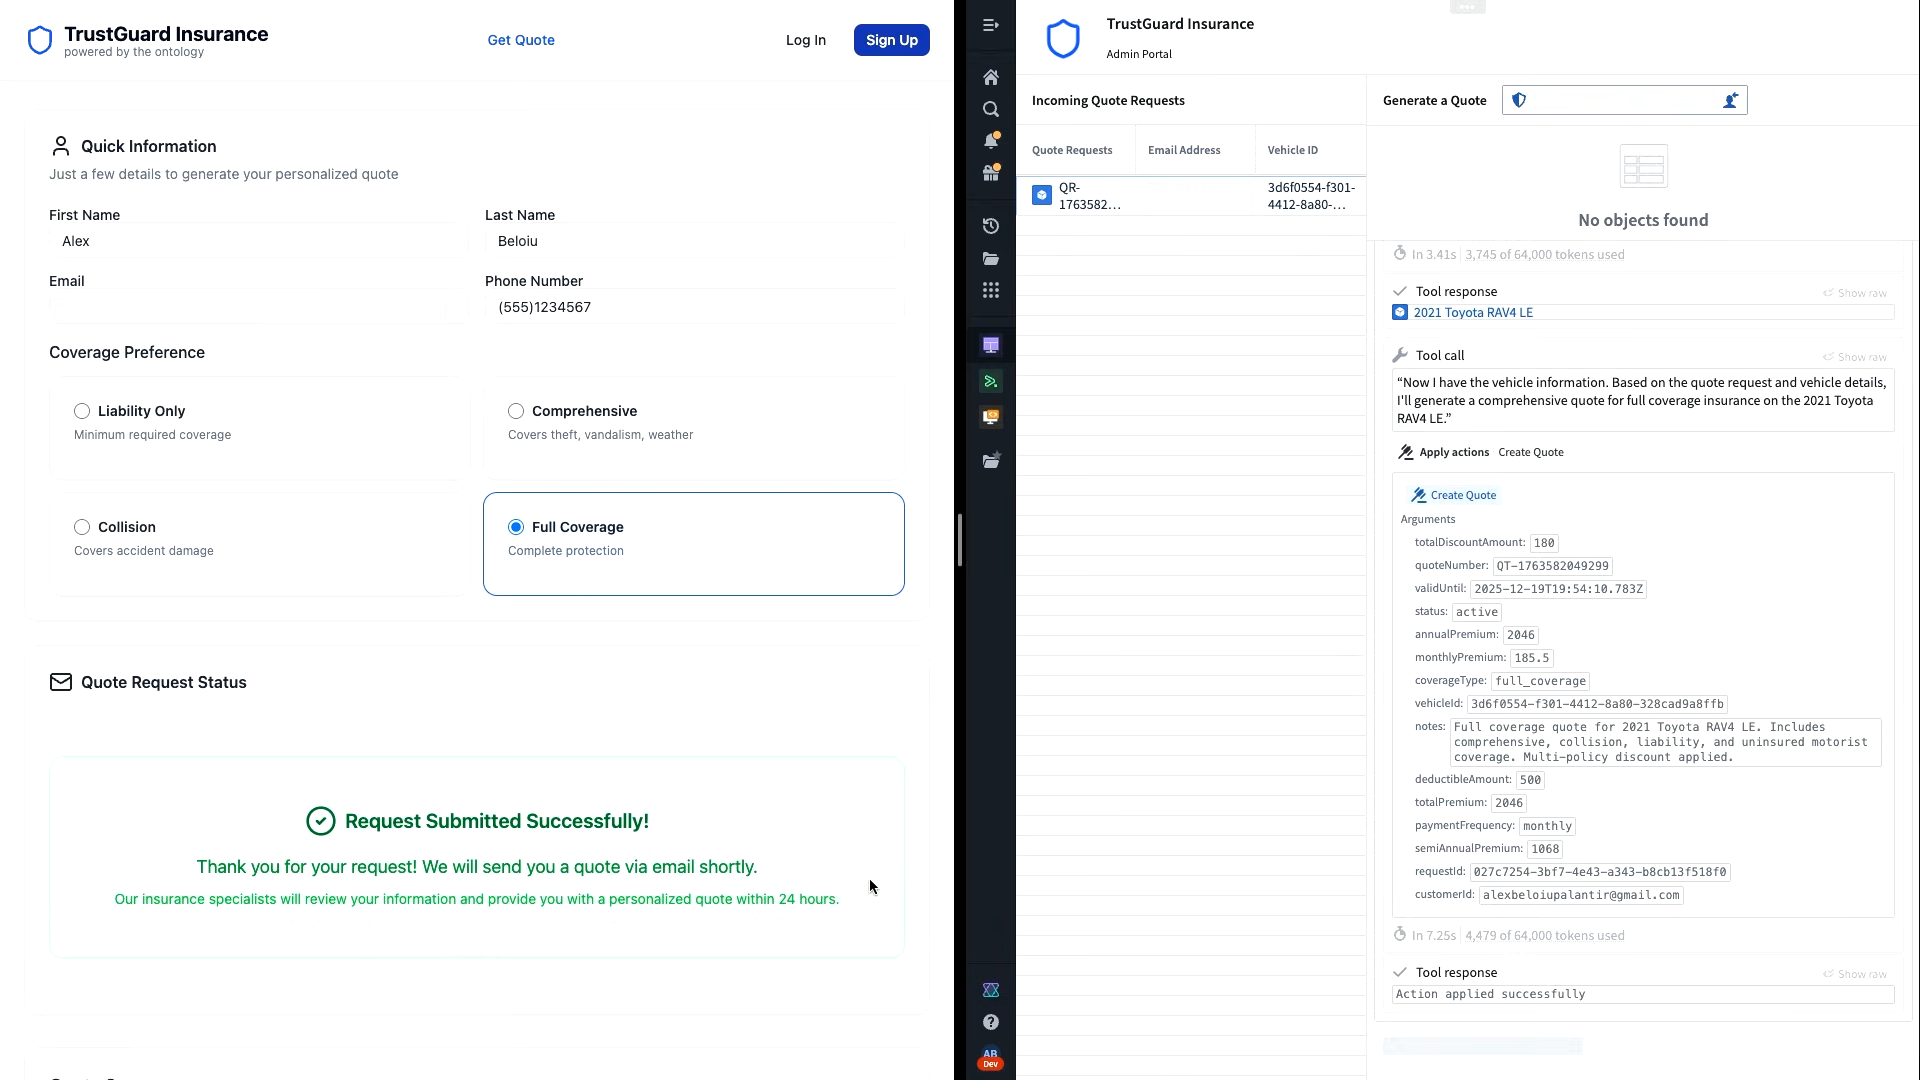 TrustGuard Insurance
powered by the ontology
Get Quote
Log In
Sign Up
Quick Information
Just a few details to generate your personalized quote
First Name
Last Name
Alex
Beloiu
Email
Phone Number
(555)1234567
Coverage Preference
Liability Only
Minimum required coverage
Comprehensive
Covers theft, vandalism, weather
Collision
Covers accident damage
Full Coverage
Complete protection
Quote Request Status
Request Submitted Successfully!
Thank you for your request! We will send you a quote via email shortly.
Our insurance specialists will review your information and provide you with a personalized quote within 24 hours.
AB
Dev
TrustGuard Insurance
Admin Portal
Incoming Quote Requests
Quote Requests
Email Address
Vehicle ID
QR-
1763582...
3d6f0554-f301-
4412-8a80-...
Generate a Quote
No objects found
In 3.41s
3,745 of 64,000 tokens used
Tool response
Show raw
2021 Toyota RAV4 LE
Tool call
Show raw
“Now I have the vehicle information. Based on the quote request and vehicle details,
I'll generate a comprehensive quote for full coverage insurance on the 2021 Toyota
RAV4 LE.”
Apply actions Create Quote
Create Quote
Arguments
totalDiscountAmount: 180
quoteNumber: QT-1763582049299
validUntil: 2025-12-19T19:54:10.783Z
status: active
annualPremium: 2046
monthlyPremium: 185.5
coverageType: full_coverage
vehicleId: 3d6f0554-f301-4412-8a80-328cad9a8ffb
notes: Full coverage quote for 2021 Toyota RAV4 LE. Includes
comprehensive, collision, liability, and uninsured motorist
coverage. Multi-policy discount applied.
deductibleAmount: 500
totalPremium: 2046
paymentFrequency: monthly
semiAnnualPremium: 1068
requestId: 027c7254-3bf7-4e43-a343-b8cb13f518f0
customerId: alexbeloiupalantir@gmail.com
In 7.25s
4,479 of 64,000 tokens used
Tool response
Show raw
Action applied successfully